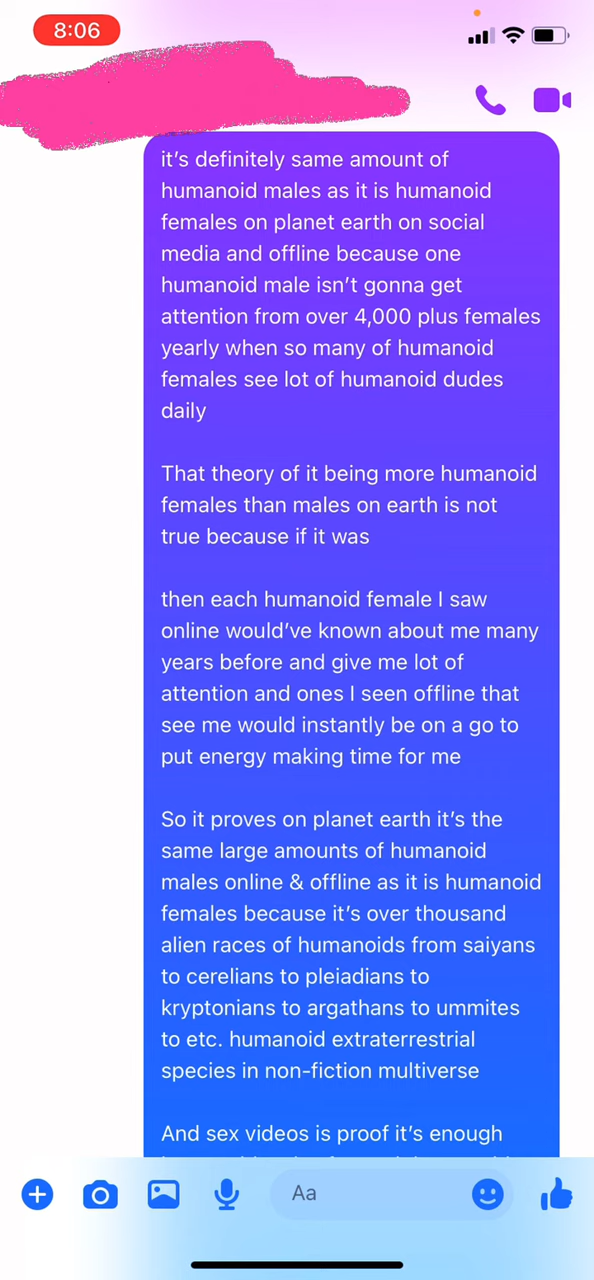 8:06
it's definitely same amount of
humanoid males as it is humanoid
females on planet earth on social
media and offline because one
humanoid male isn't gonna get
attention from over 4,000 plus females
yearly when so many of humanoid
females see lot of humanoid dudes
daily
That theory of it being more humanoid
females than males on earth is not
true because if it was
then each humanoid female I saw
online would've known about me many
years before and give me lot of
attention and ones I seen offline that
see me would instantly be on a go to
put energy making time for me
So it proves on planet earth it's the
same large amounts of humanoid
males online & offline as it is humanoid
females because it's over thousand
alien races of humanoids from saiyans
to cerelians to pleiadians to
kryptonians to argathans to ummites
to etc. humanoid extraterrestrial
species in non-fiction multiverse
And sex videos is proof it's enough
Aa